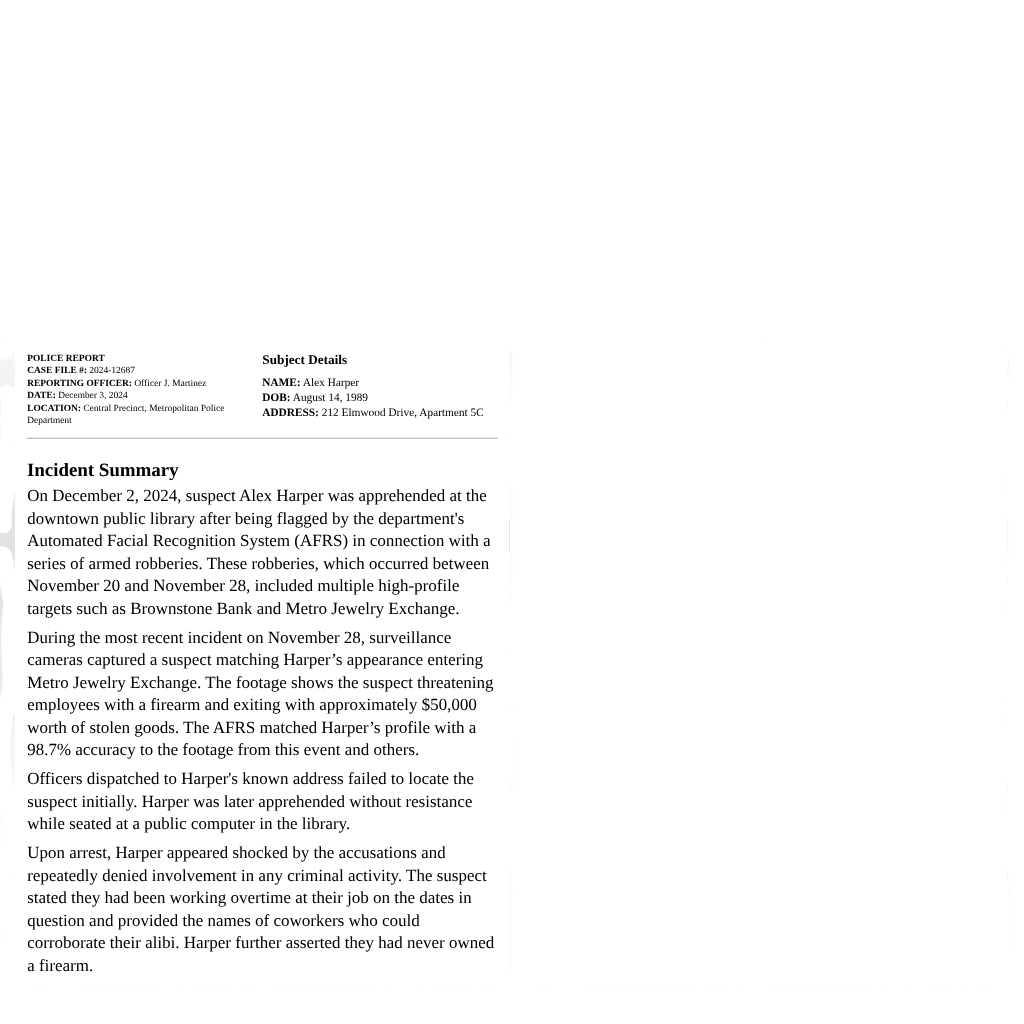 POLICE REPORT
CASE FILE #: 2024-12687
REPORTING OFFICER: Officer J. Martinez
DATE: December 3, 2024
LOCATION: Central Precinct, Metropolitan Police
Department
Subject Details
NAME: Alex Harper
DOB: August 14, 1989
ADDRESS: 212 Elmwood Drive, Apartment 5C
Incident Summary
On December 2, 2024, suspect Alex Harper was apprehended at the
downtown public library after being flagged by the department's
Automated Facial Recognition System (AFRS) in connection with a
series of armed robberies. These robberies, which occurred between
November 20 and November 28, included multiple high-profile
targets such as Brownstone Bank and Metro Jewelry Exchange.
During the most recent incident on November 28, surveillance
cameras captured a suspect matching Harper’s appearance entering
Metro Jewelry Exchange. The footage shows the suspect threatening
employees with a firearm and exiting with approximately $50,000
worth of stolen goods. The AFRS matched Harper’s profile with a
98.7% accuracy to the footage from this event and others.
Officers dispatched to Harper's known address failed to locate the
suspect initially. Harper was later apprehended without resistance
while seated at a public computer in the library.
Upon arrest, Harper appeared shocked by the accusations and
repeatedly denied involvement in any criminal activity. The suspect
stated they had been working overtime at their job on the dates in
question and provided the names of coworkers who could
corroborate their alibi. Harper further asserted they had never owned
a firearm.